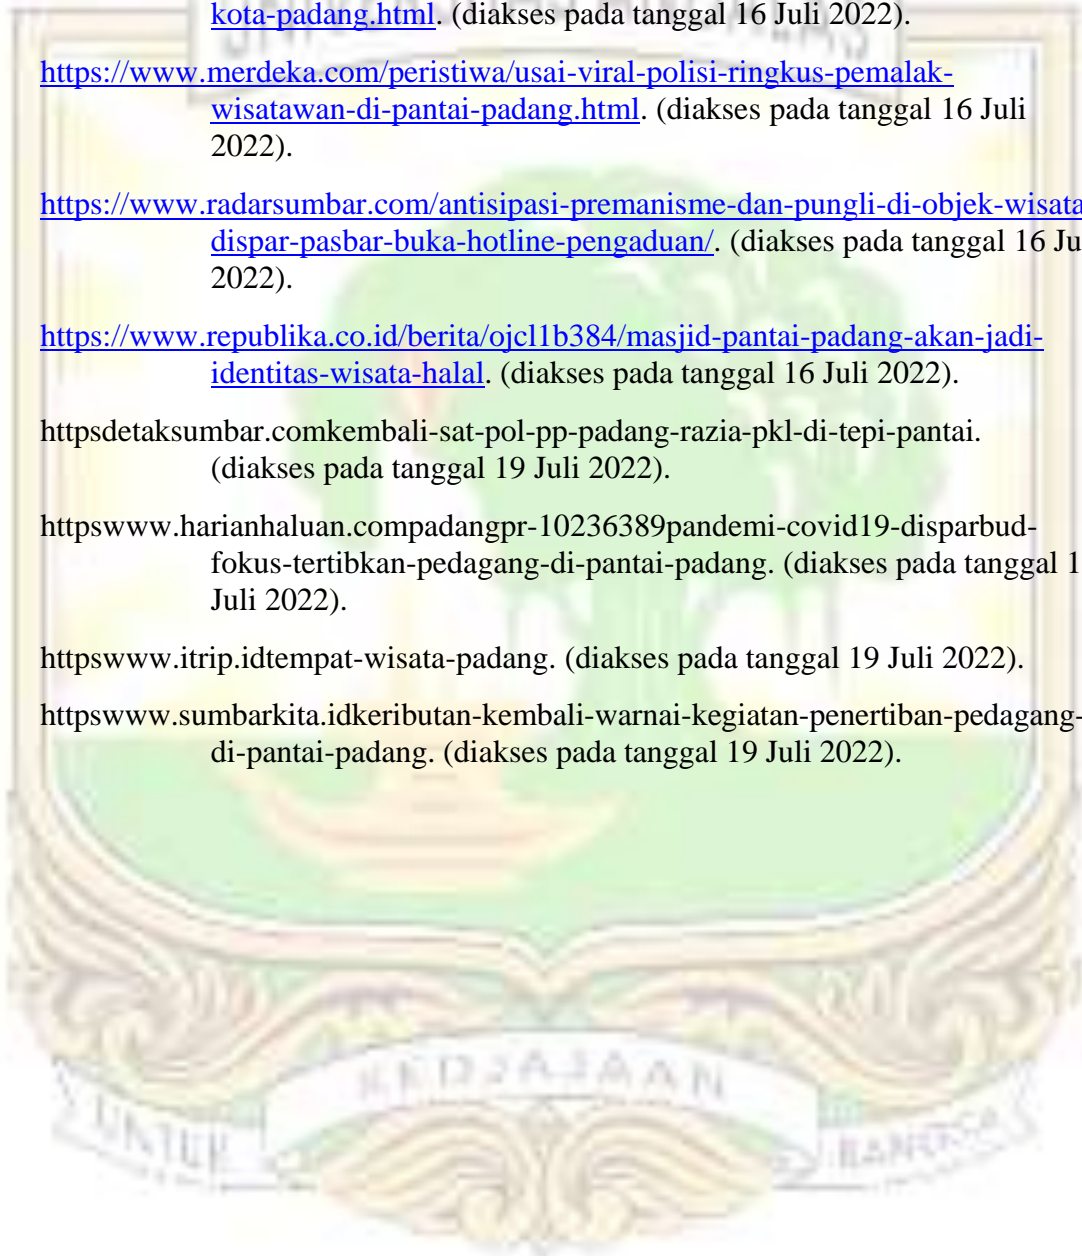 kota-padang.html. (diakses pada tanggal 16 Juli 2022).
https://www.merdeka.com/peristiwa/usai-viral-polisi-ringkus-pemalak-
wisatawan-di-pantai-padang.html. (diakses pada tanggal 16 Juli
2022).
https://www.radarsumbar.com/antisipasi-premanisme-dan-pungli-di-objek-wisata
dispar-pasbar-buka-hotline-pengaduan/. (diakses pada tanggal 16 Ju
2022).
https://www.republika.co.id/berita/ojcl1b384/masjid-pantai-padang-akan-jadi-
identitas-wisata-halal. (diakses pada tanggal 16 Juli 2022).
httpsdetaksumbar.comkembali-sat-pol-pp-padang-razia-pkl-di-tepi-pantai.
(diakses pada tanggal 19 Juli 2022).
httpswww.harianhaluan.compadangpr-10236389pandemi-covid19-disparbud-
fokus-tertibkan-pedagang-di-pantai-padang. (diakses pada tanggal 1
Juli 2022).
httpswww.itrip.idtempat-wisata-padang. (diakses pada tanggal 19 Juli 2022).
httpswww.sumbarkita.idkeributan-kembali-warnai-kegiatan-penertiban-pedagang-
di-pantai-padang. (diakses pada tanggal 19 Juli 2022).
KEDJAJAAN
UNTUK BANGSA